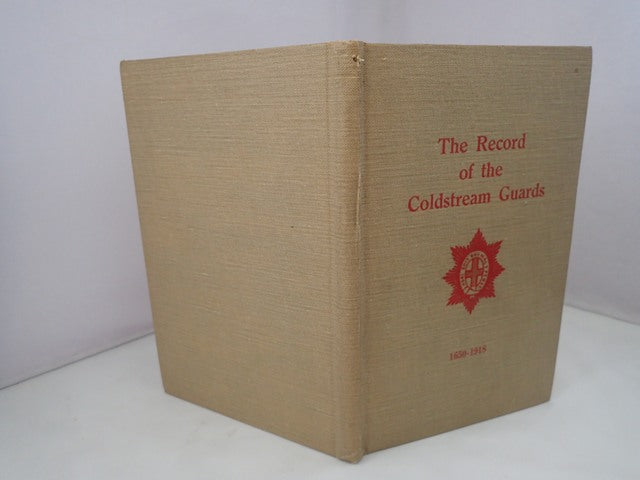 The Record
of the
Coldstream Guards
1650-1918